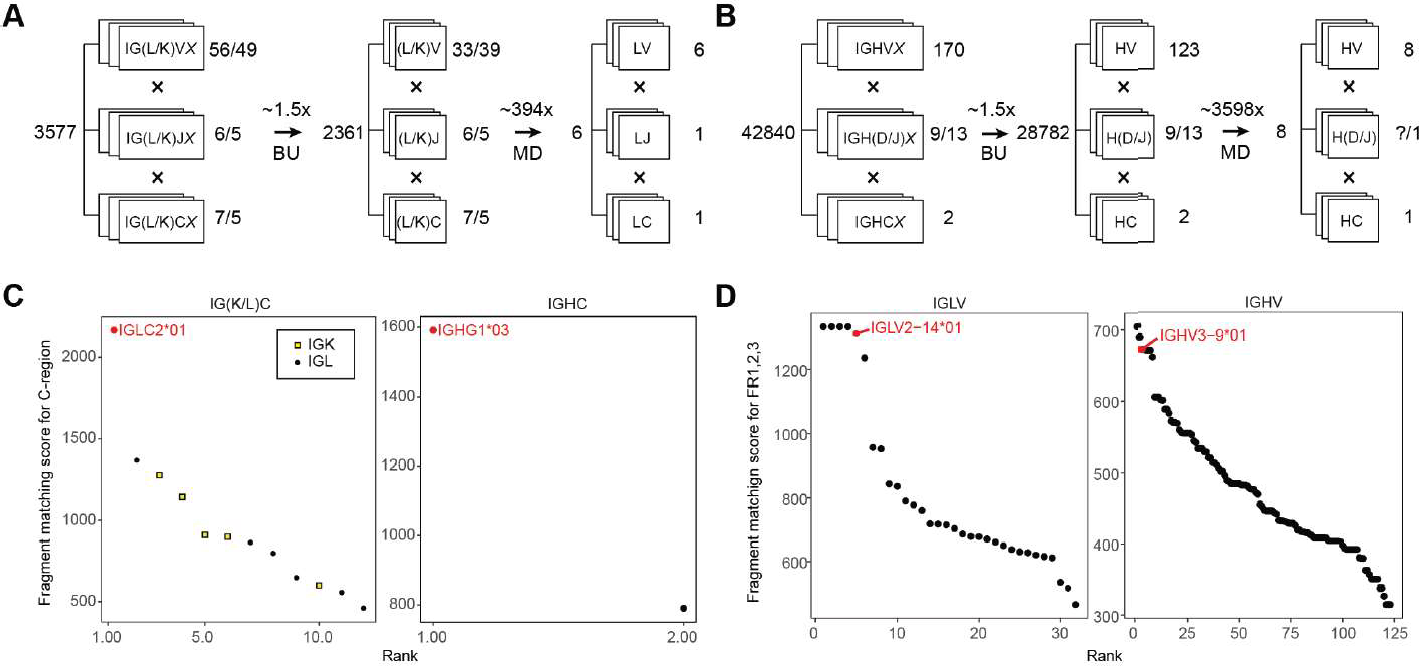 A
IG(L/K)VX 56/49
×
3577 IG(L/K)JX 6/5
×
IG(L/K)CX 7/5
~1.5x
BU
(L/K)V 33/39
×
2361 (L/K)J 6/5
×
(L/K)C 7/5
~394x
MD
LV 6
×
6 LJ 1
×
LC 1
B
IGHVX 170
×
42840 IGH(D/J)X 9/13
×
IGHCX 2
~1.5x
BU
HV 123
×
28782 H(D/J) 9/13
×
HC 2
~3598x
MD
HV 8
×
8 H(D/J) ?/1
×
HC 1
C
IG(K/L)C
IGHC
Fragment matching score for C-region
2000
1500
1000
500
IGLC2*01
IGK
IGL
1.00 5.0 10.0
1600
1400
1200
1000
800
IGHG1*03
1.00 2.00
Rank
D
IGLV
IGHV
Fragment matchign score for FR1,2,3
1200
1000
800
600
IGLV2−14*01
0 10 20 30
700
600
500
400
300
IGHV3−9*01
0 25 50 75 100 125
Rank